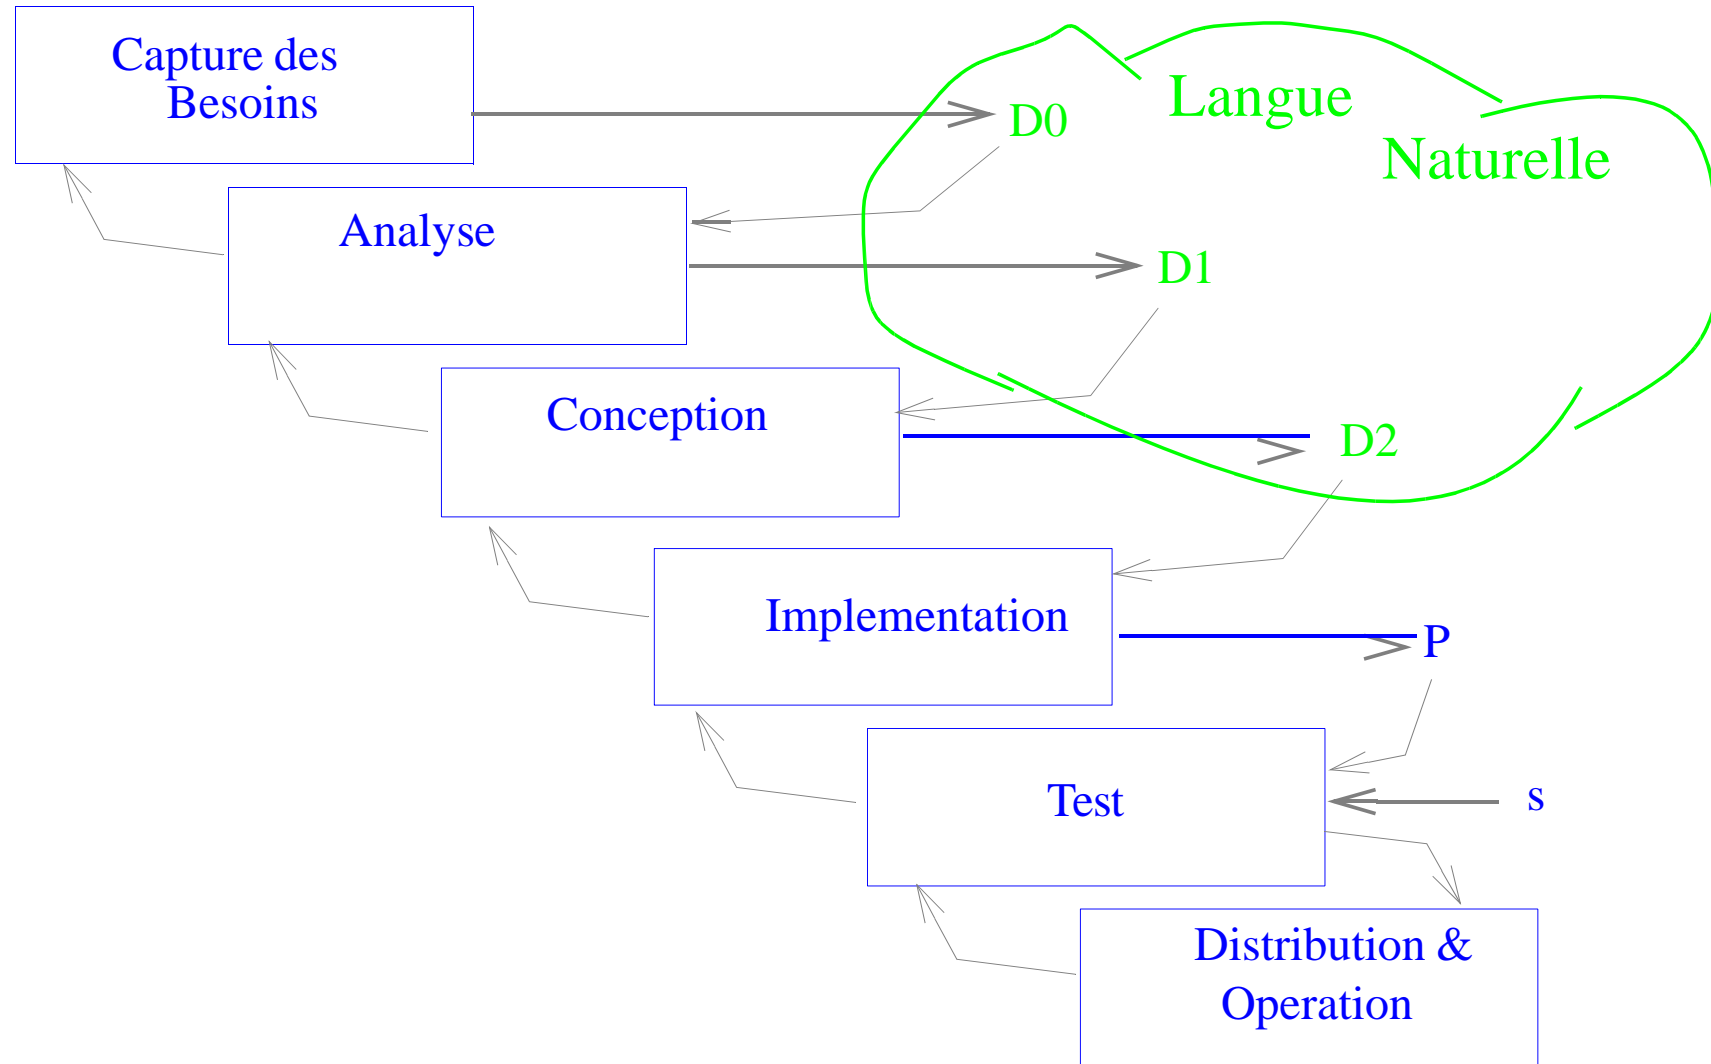 Capture des
Besoins
D0
Langue
Naturelle
Analyse
D1
Conception
D2
Implementation
P
Test
s
Distribution &
Operation